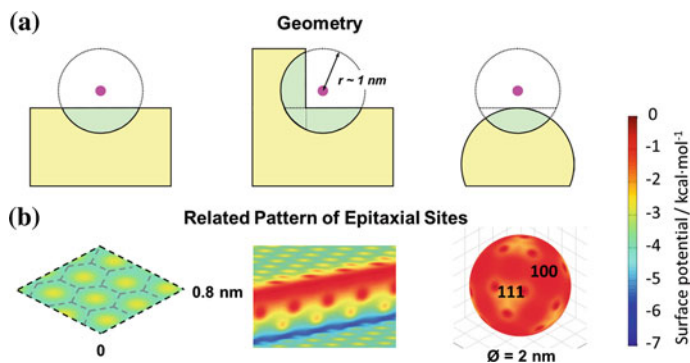 (a)
Geometry
r ~ 1 nm
(b)
Related Pattern of Epitaxial Sites
0.8 nm
0
100
111
Ø = 2 nm
0
-1
-2
-3
-4
-5
-6
-7
Surface potential / kcal·mol-1